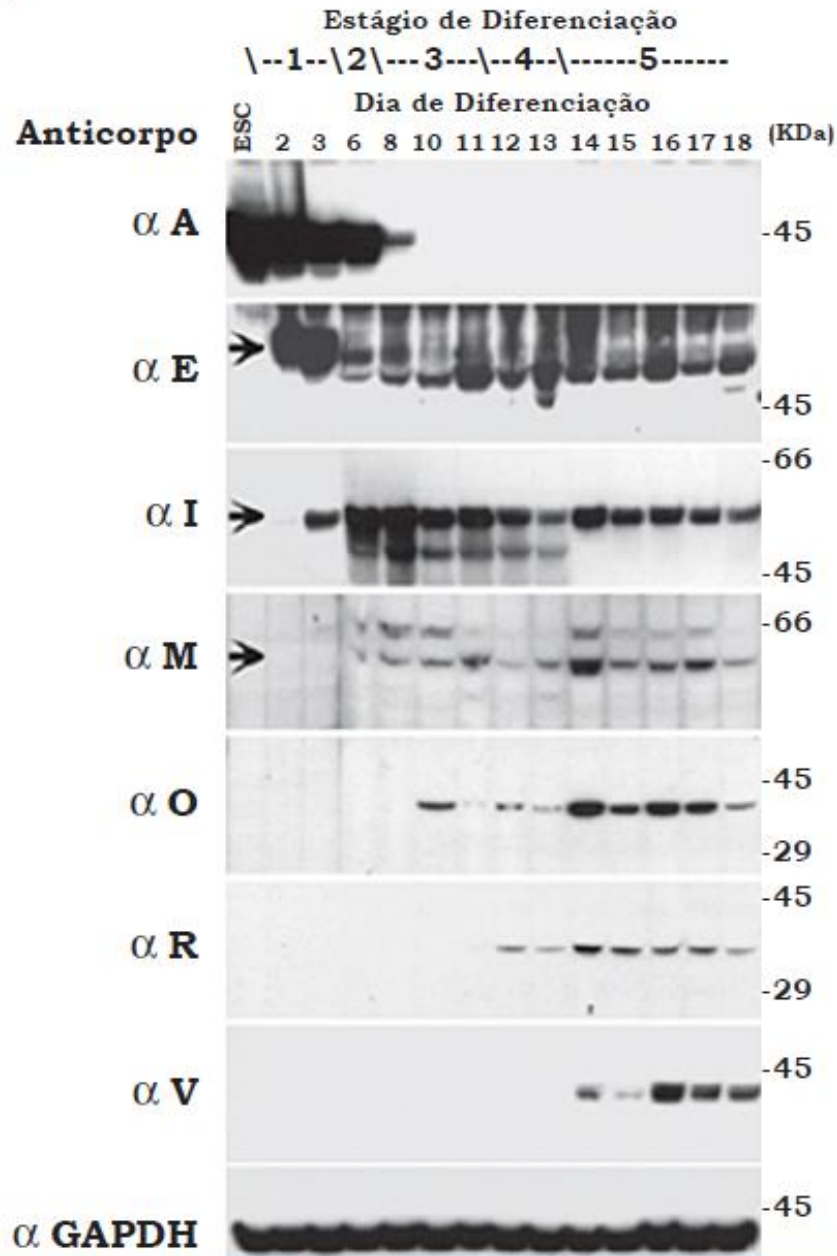 Estágio de Diferenciação
\--1--\2\---3---\--4--\------5------
Dia de Diferenciação
Anticorpo ESC 2 3 6 8 10 11 12 13 14 15 16 17 18 (KDa)
α A -45
α E -45
α I -66 -45
α M -66
α O -45 -29
α R -45 -29
α V -45
α GAPDH -45